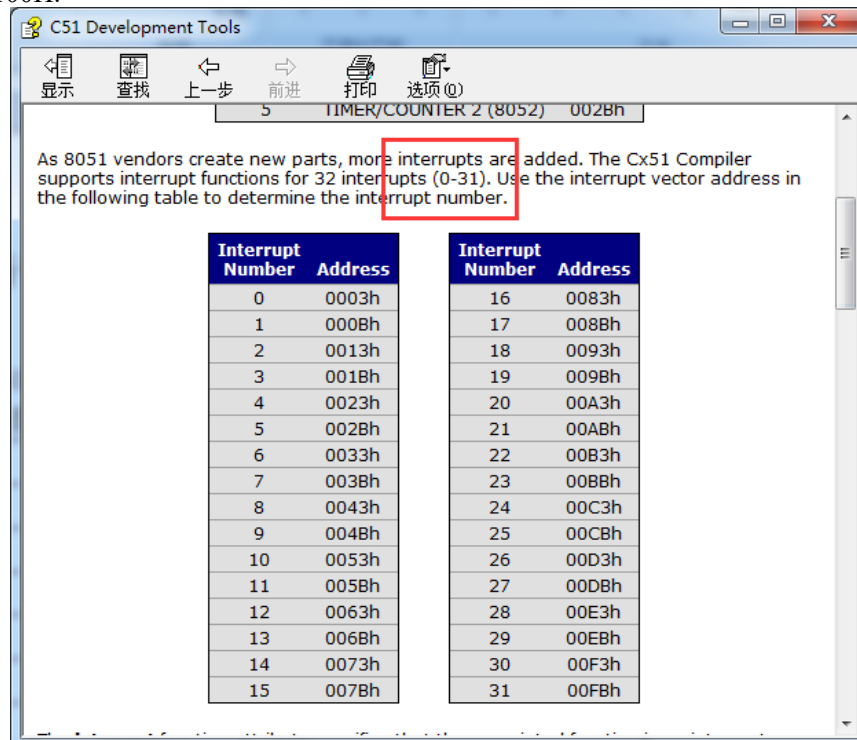 C51 Development Tools
显示 查找 上一步 前进 打印 选项(O)
5 TIMER/COUNTER 2 (8052) 002Bh
As 8051 vendors create new parts, more interrupts are added. The Cx51 Compiler
supports interrupt functions for 32 interrupts (0-31). Use the interrupt vector address in
the following table to determine the interrupt number.
Interrupt Number Address Interrupt Number Address
0 0003h 16 0083h
1 000Bh 17 008Bh
2 0013h 18 0093h
3 001Bh 19 009Bh
4 0023h 20 00A3h
5 002Bh 21 00ABh
6 0033h 22 00B3h
7 003Bh 23 00BBh
8 0043h 24 00C3h
9 004Bh 25 00CBh
10 0053h 26 00D3h
11 005Bh 27 00DBh
12 0063h 28 00E3h
13 006Bh 29 00EBh
14 0073h 30 00F3h
15 007Bh 31 00FBh